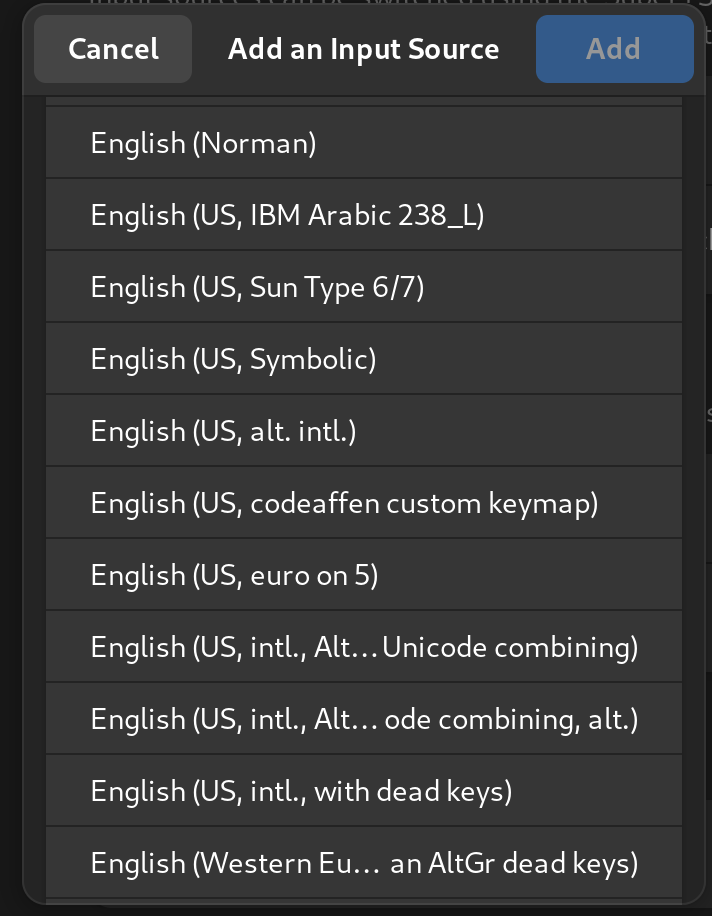 Cancel Add an Input Source Add
English (Norman)
English (US, IBM Arabic 238_L)
English (US, Sun Type 6/7)
English (US, Symbolic)
English (US, alt. intl.)
English (US, codeaffen custom keymap)
English (US, euro on 5)
English (US, intl., Alt…Unicode combining)
English (US, intl., Alt… ode combining, alt.)
English (US, intl., with dead keys)
English (Western Eu… an AltGr dead keys)